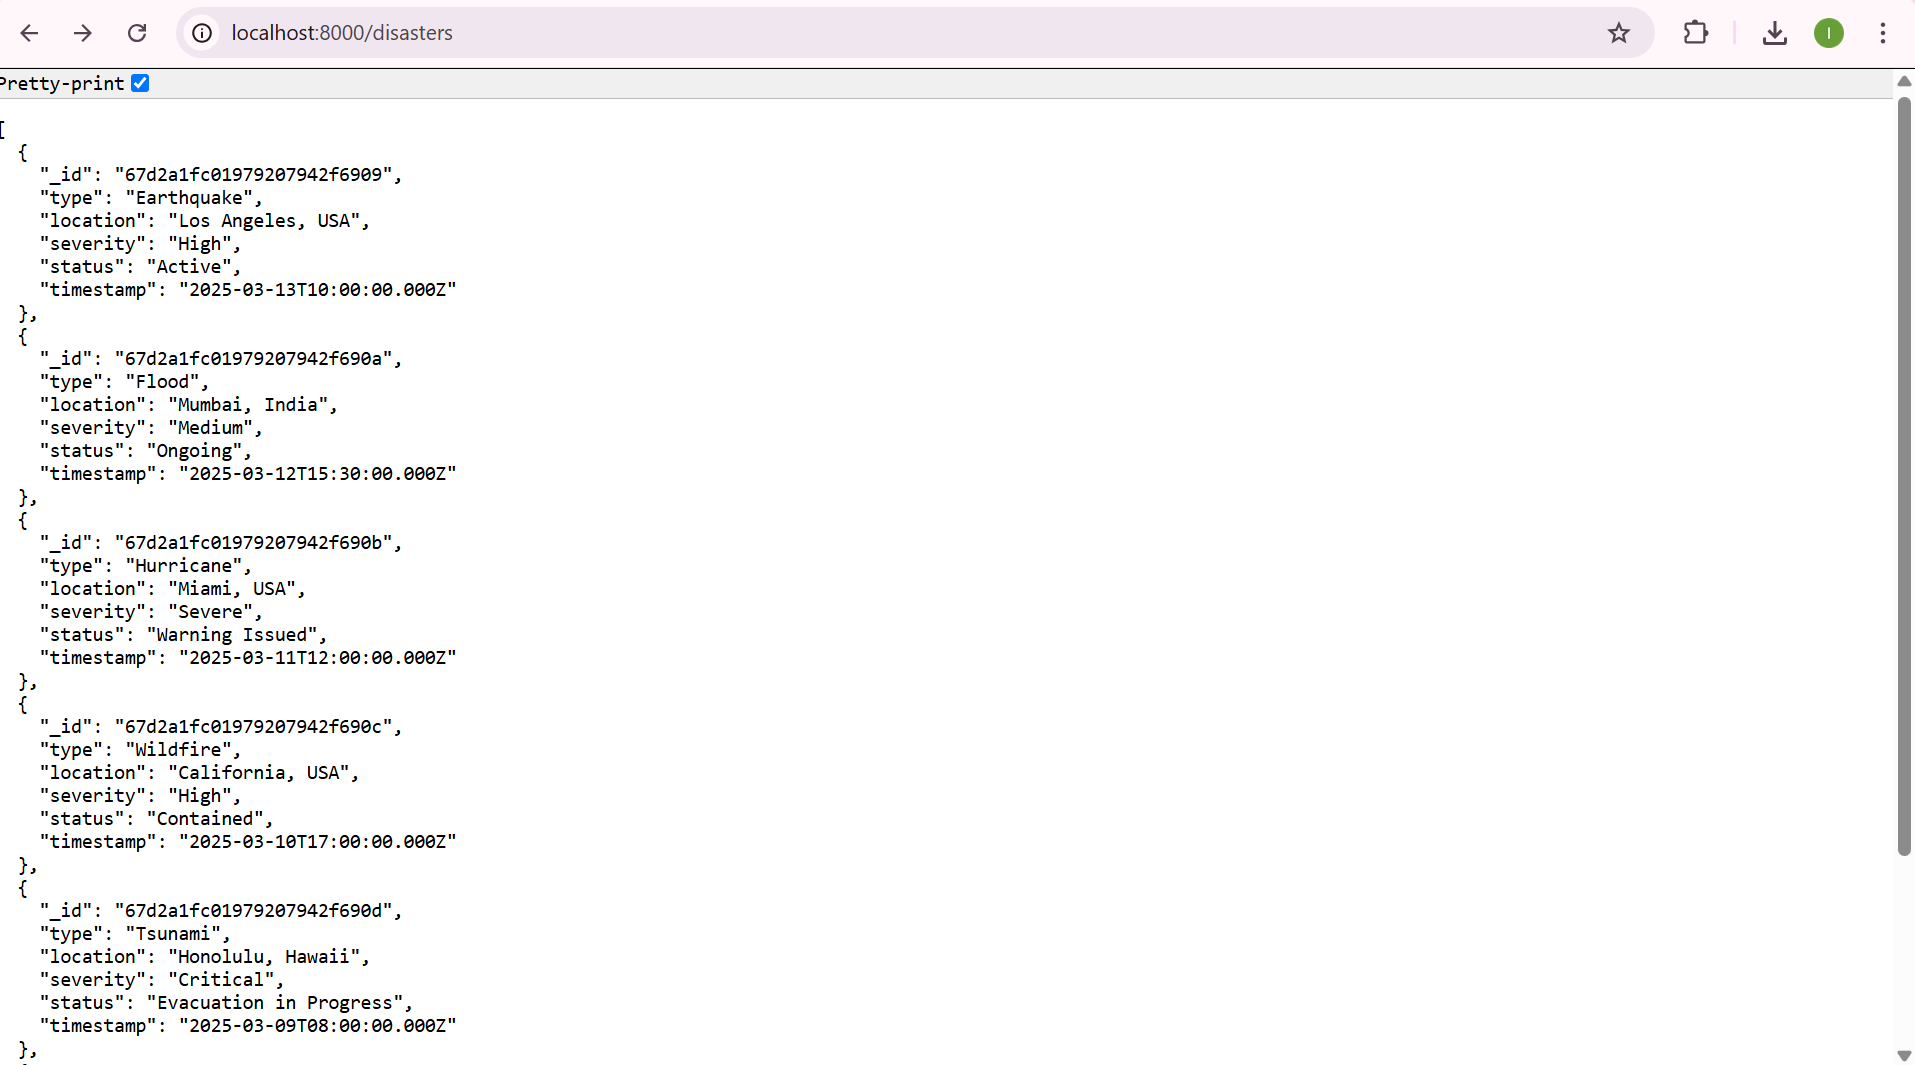 localhost:8000/disasters
I
Pretty-print
[
  {
    "_id": "67d2a1fc01979207942f6909",
    "type": "Earthquake",
    "location": "Los Angeles, USA",
    "severity": "High",
    "status": "Active",
    "timestamp": "2025-03-13T10:00:00.000Z"
  },
  {
    "_id": "67d2a1fc01979207942f690a",
    "type": "Flood",
    "location": "Mumbai, India",
    "severity": "Medium",
    "status": "Ongoing",
    "timestamp": "2025-03-12T15:30:00.000Z"
  },
  {
    "_id": "67d2a1fc01979207942f690b",
    "type": "Hurricane",
    "location": "Miami, USA",
    "severity": "Severe",
    "status": "Warning Issued",
    "timestamp": "2025-03-11T12:00:00.000Z"
  },
  {
    "_id": "67d2a1fc01979207942f690c",
    "type": "Wildfire",
    "location": "California, USA",
    "severity": "High",
    "status": "Contained",
    "timestamp": "2025-03-10T17:00:00.000Z"
  },
  {
    "_id": "67d2a1fc01979207942f690d",
    "type": "Tsunami",
    "location": "Honolulu, Hawaii",
    "severity": "Critical",
    "status": "Evacuation in Progress",
    "timestamp": "2025-03-09T08:00:00.000Z"
  },